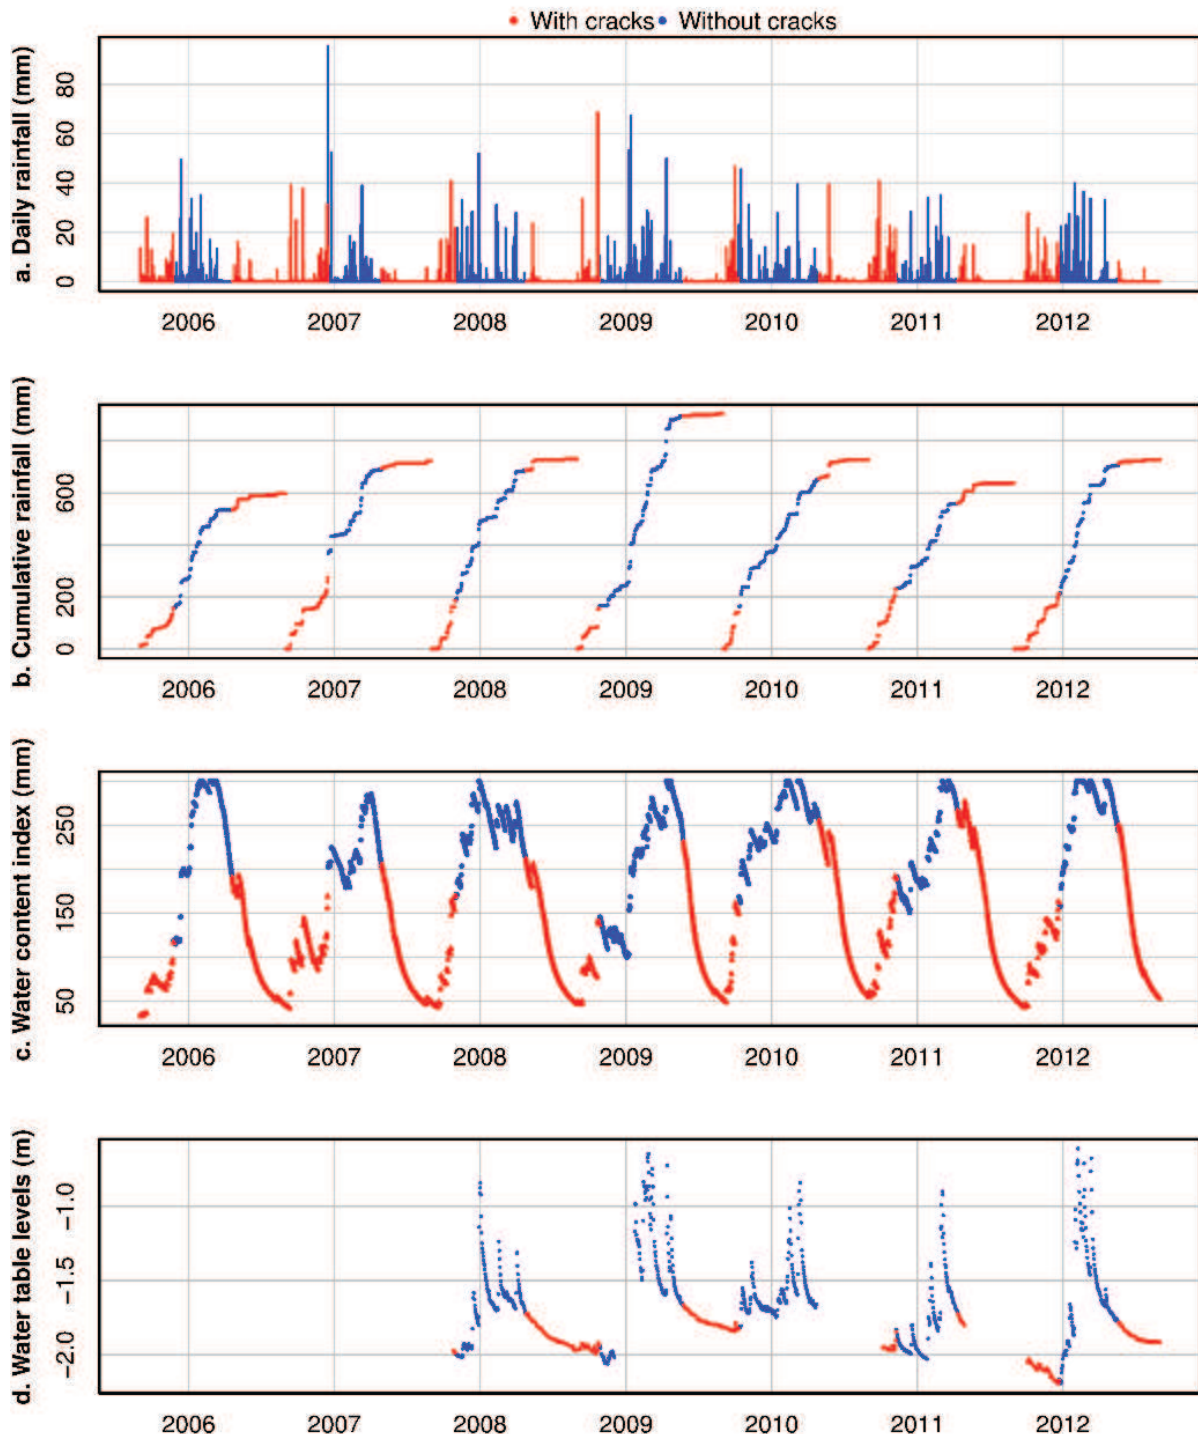 With cracks Without cracks
a. Daily rainfall (mm)
80
60
40
20
0
2006 2007 2008 2009 2010 2011 2012
b. Cumulative rainfall (mm)
600
200
0
2006 2007 2008 2009 2010 2011 2012
c. Water content index (mm)
250
150
50
2006 2007 2008 2009 2010 2011 2012
d. Water table levels (m)
−1.0
−1.5
−2.0
2006 2007 2008 2009 2010 2011 2012